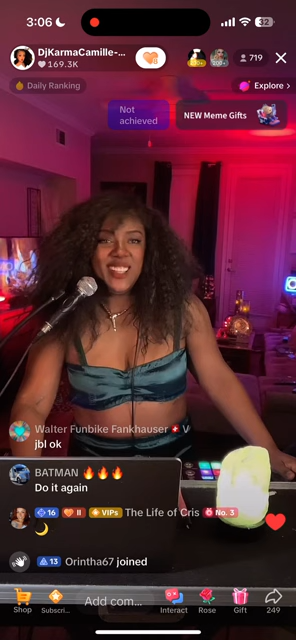 3:06
32
DjKarmaCamille-...
169.3K
719
Daily Ranking
Explore >
Not achieved
NEW Meme Gifts
Walter Funbike Fankhauser 🇨🇭 V
jbl ok
BATMAN 🔥🔥🔥
Do it again
16 II VIPs The Life of Cris No. 3
🌙
13 Orintha67 joined
Shop
Subscri...
Add com...
Interact
Rose
Gift
249